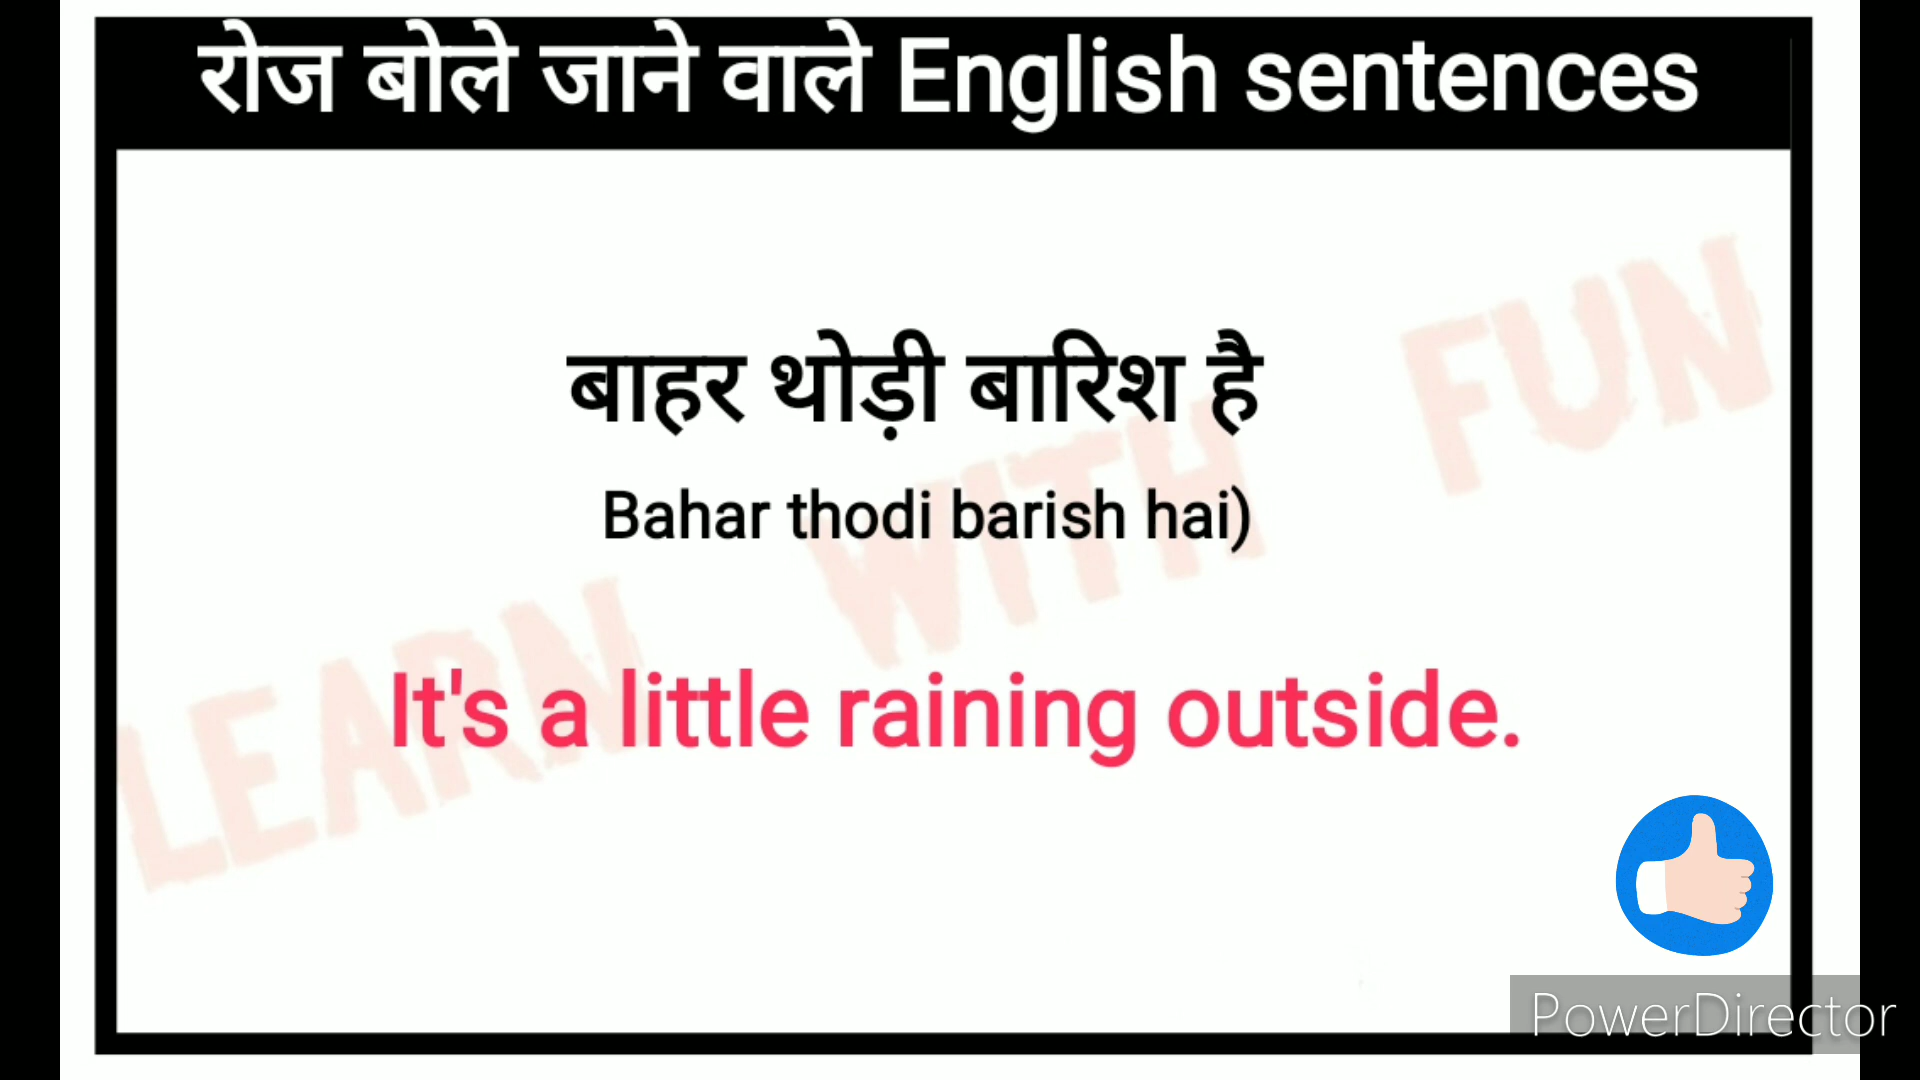 रोज बोले जाने वाले English sentences
बाहर थोड़ी बारिश है
Bahar thodi barish hai)
LEARN WITH FUN
It's a little raining outside.
PowerDirector